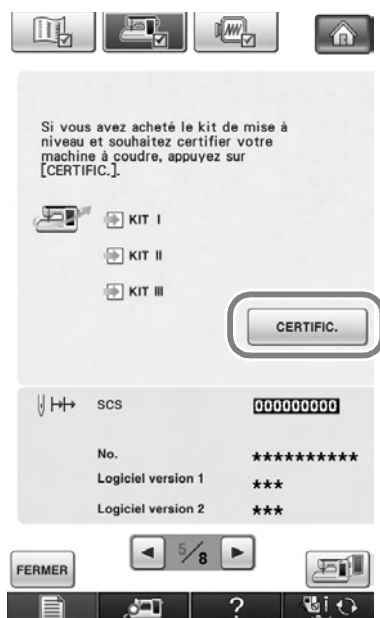 Si vous avez acheté le kit de mise à
niveau et souhaitez certifier votre
machine à coudre, appuyez sur
[CERTIFIC.].
KIT I
KIT II
KIT III
CERTIFIC.
SCS 000000000
No. **********
Logiciel version 1 ***
Logiciel version 2 ***
FERMER
5/8
?